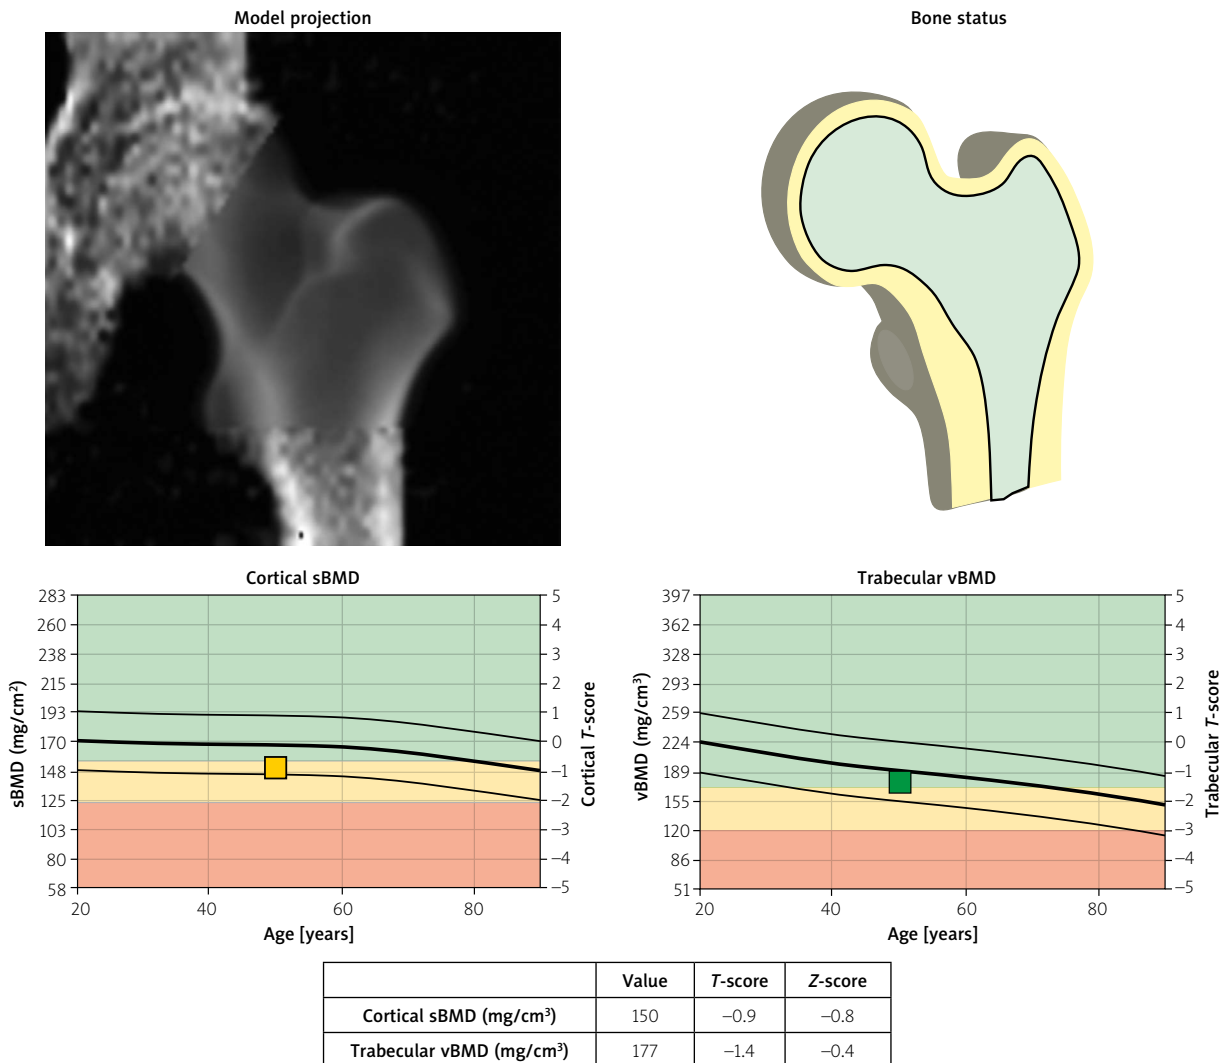 Model projection
Bone status
Cortical sBMD
283
260
238
215
193
170
148
125
103
80
58
sBMD (mg/cm²)
5
4
3
2
1
0
−1
−2
−3
−4
−5
Cortical T-score
20 40 60 80
Age [years]
Trabecular vBMD
397
362
328
293
259
224
189
155
120
86
51
vBMD (mg/cm³)
5
4
3
2
1
0
−1
−2
−3
−4
−5
Trabecular T-score
20 40 60 80
Age [years]
Value T-score Z-score
Cortical sBMD (mg/cm³) 150 −0.9 −0.8
Trabecular vBMD (mg/cm³) 177 −1.4 −0.4